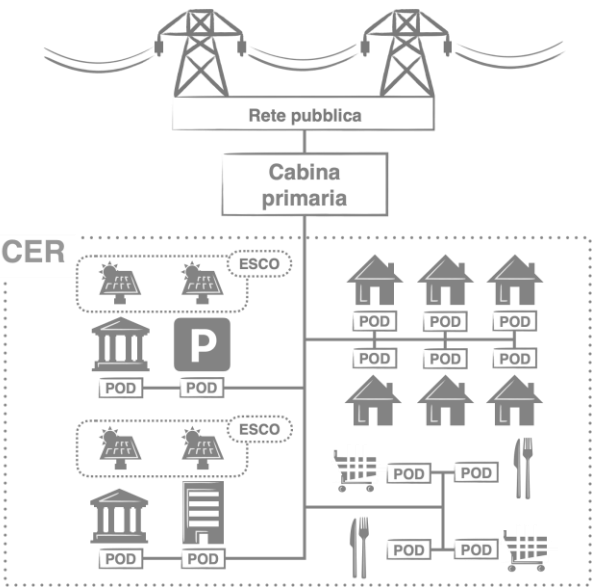 Rete pubblica
Cabina
primaria
CER
ESCO
POD POD POD
POD POD POD
P
POD POD
ESCO
POD POD
POD POD
POD POD